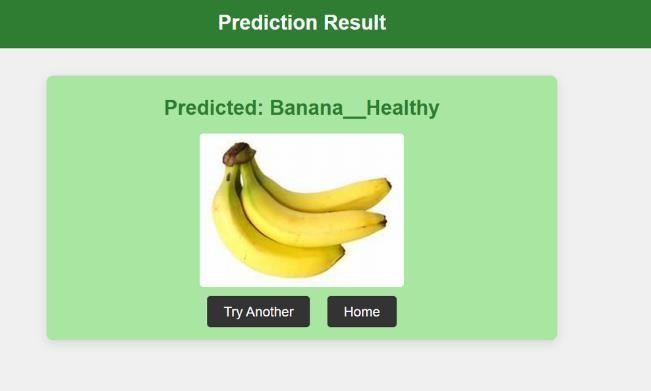 Prediction Result
Predicted: Banana__Healthy
Try Another
Home